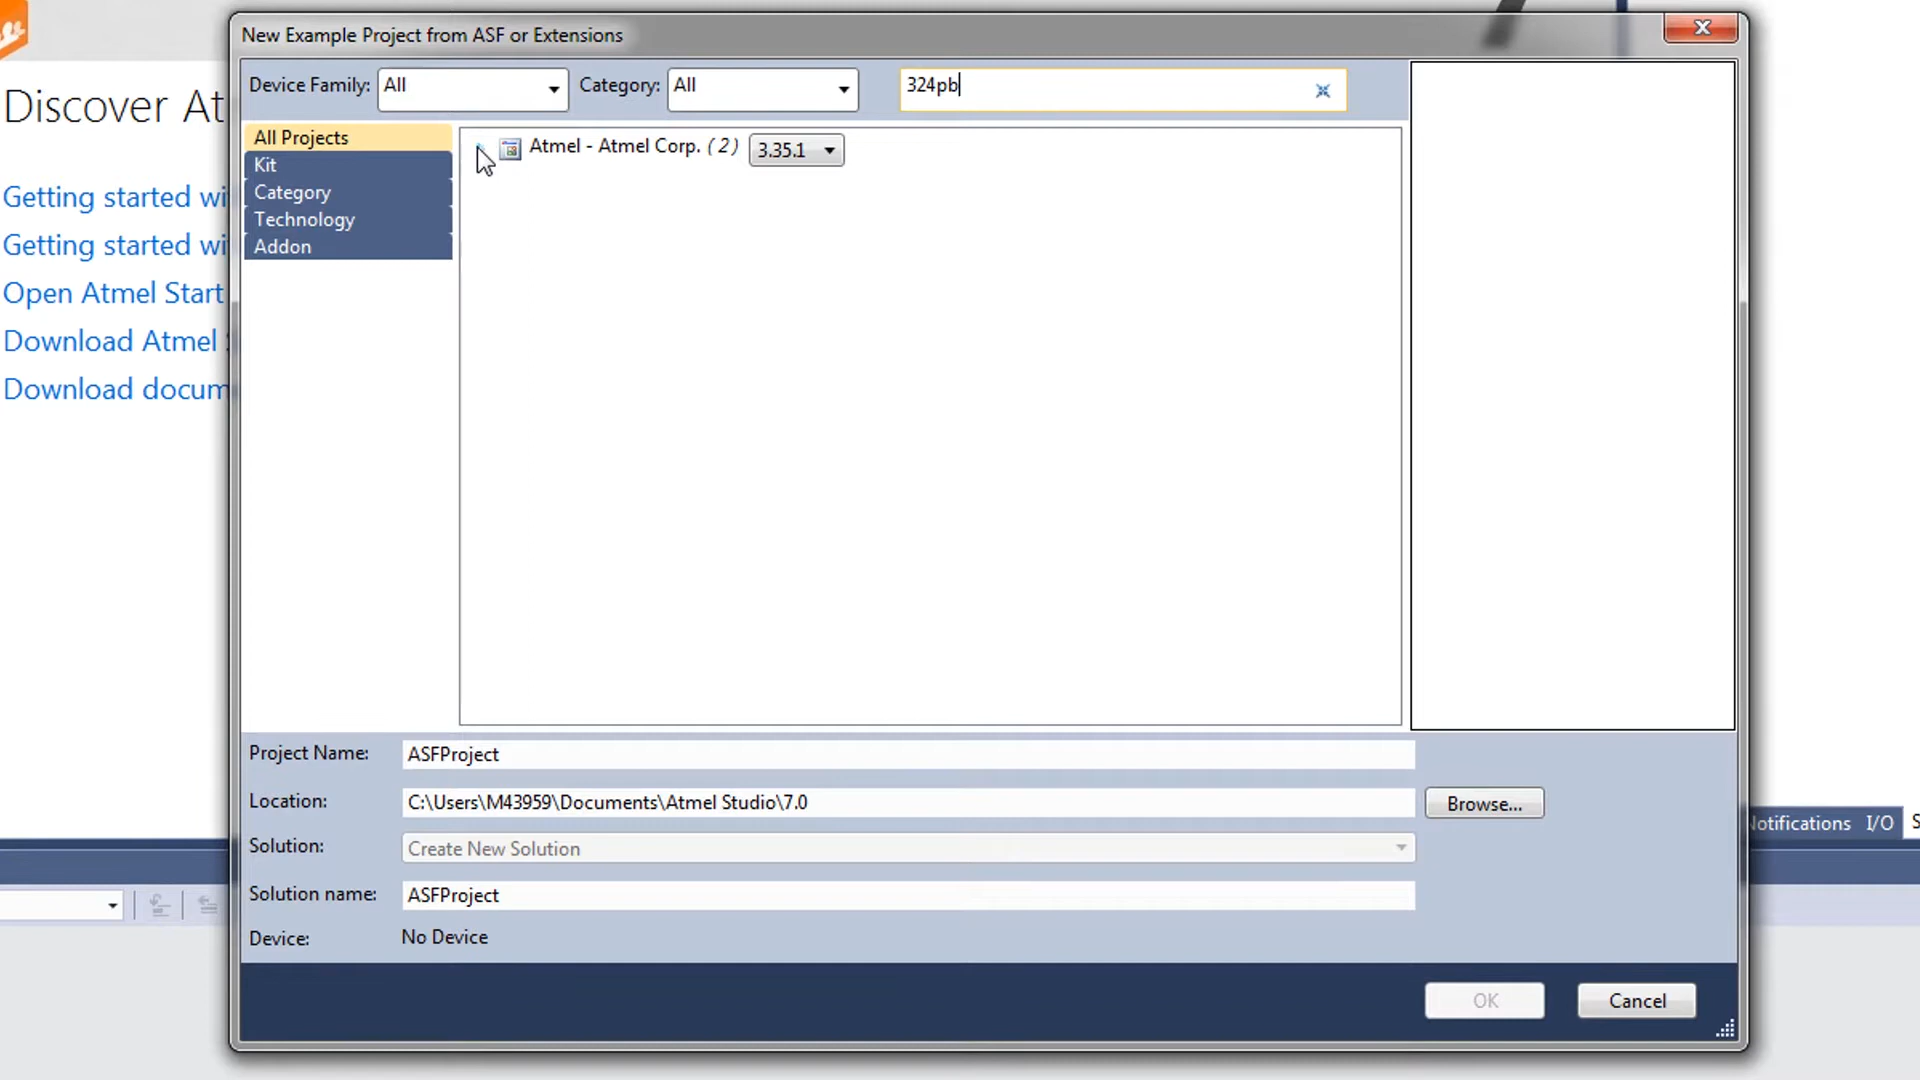 New Example Project from ASF or Extensions
Device Family: All Category: All 324pb
All Projects
Kit
Category
Technology
Addon
Atmel - Atmel Corp. (2) 3.35.1
Discover At
Getting started wi
Getting started wi
Open Atmel Start
Download Atmel
Download docum
Project Name: ASFProject
Location: C:\Users\M43959\Documents\Atmel Studio\7.0 Browse...
Solution: Create New Solution
Solution name: ASFProject
Device: No Device
OK Cancel
Notifications I/O S